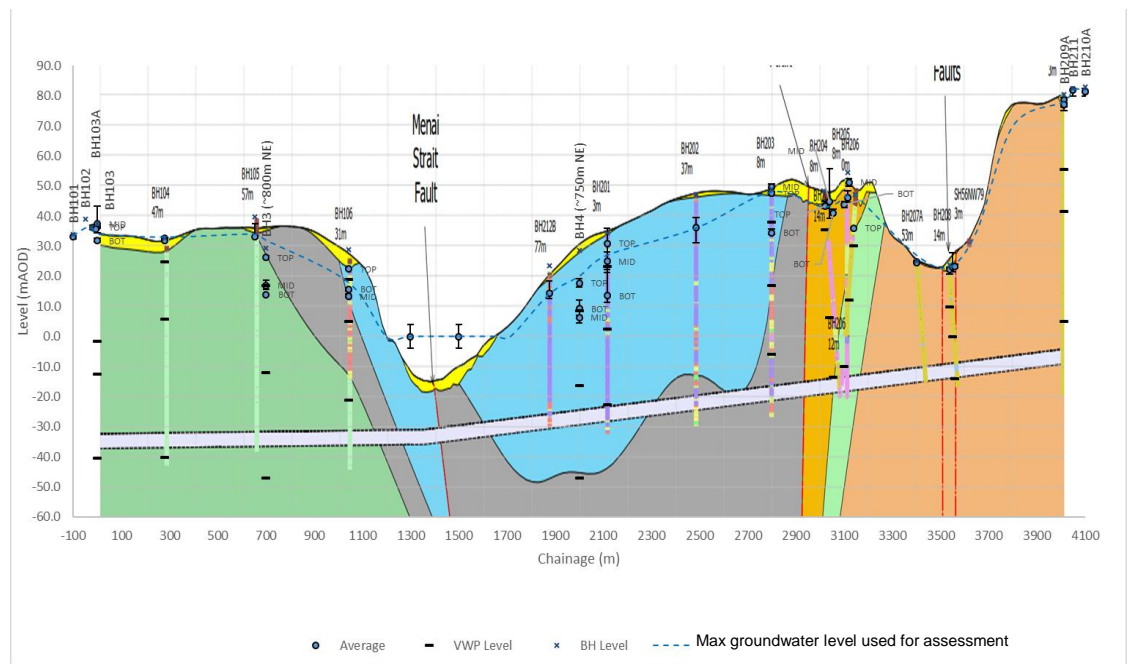 90.0
80.0
70.0
60.0
50.0
40.0
30.0
20.0
10.0
0.0
-10.0
-20.0
-30.0
-40.0
-50.0
-60.0
Level (mAOD)
BH101
BH102
BH103A
BH103
MID
TOP
BOT
BH104
47m
BH105
57m
BH3 (~800m NE)
TOP
MID
BOT
BH106
31m
TOP
BOT
MID
Menai
Strait
Fault
BH212B
77m
BH4 (~750m NE)
TOP
BOT
MID
BH201
3m
TOP
MID
BOT
BH202
37m
BH203
8m
MID
TOP
BOT
MID
BH204
8m
BH205
8m
BH206
0m
MID
BOT
TOP
14m
BOT
BH206
12m
BH207A
53m
BH208
14m
SH56NW79
3m
Faults
BH209A
BH211
BH210A
-100 100 300 500 700 900 1100 1300 1500 1700 1900 2100 2300 2500 2700 2900 3100 3300 3500 3700 3900 4100
Chainage (m)
Average VWP Level BH Level Max groundwater level used for assessment